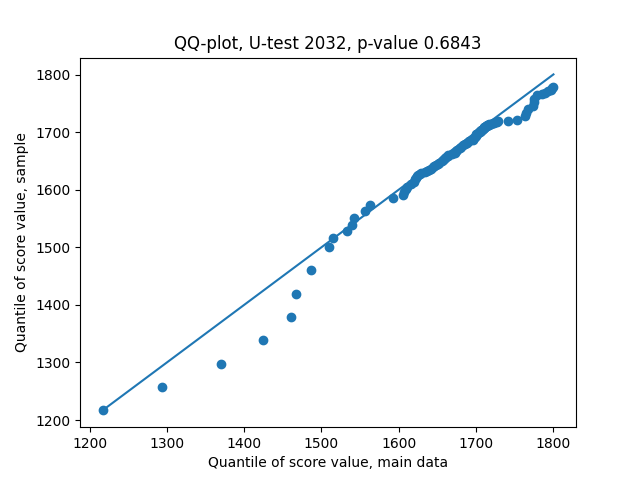 QQ-plot, U-test 2032, p-value 0.6843
1800
1700
1600
1500
1400
1300
1200
Quantile of score value, sample
1200 1300 1400 1500 1600 1700 1800
Quantile of score value, main data